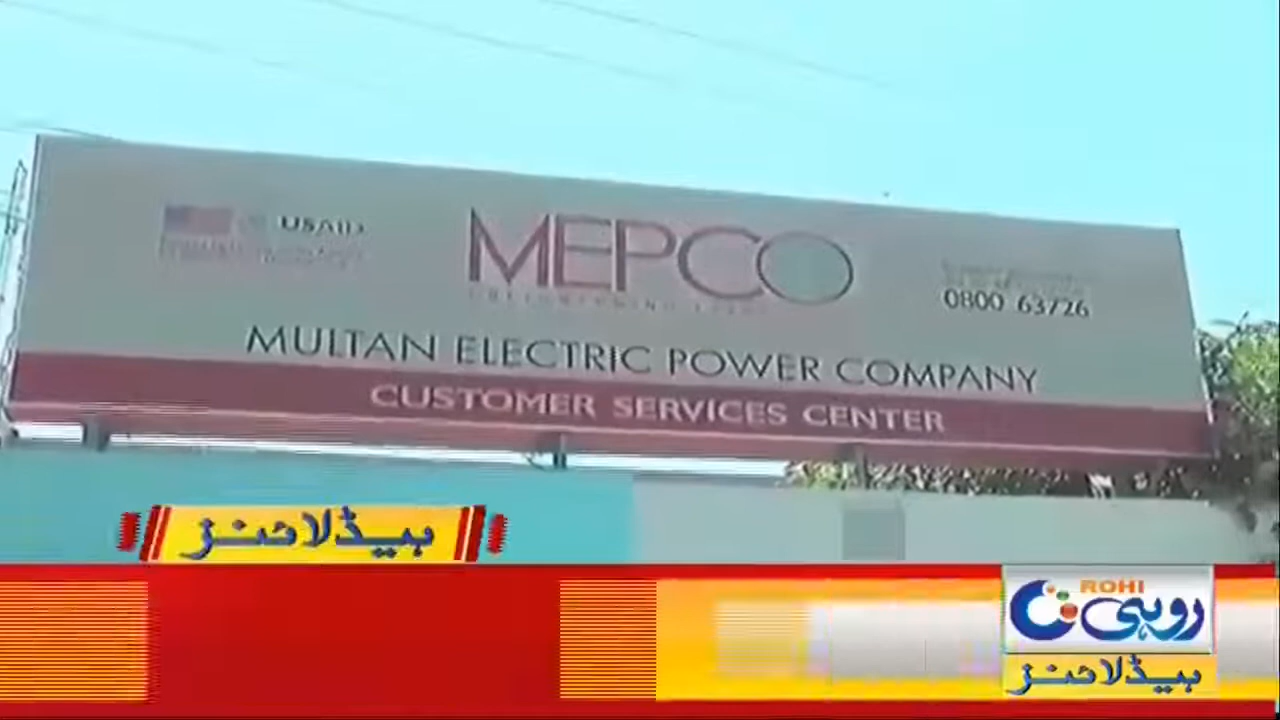 USAID
MEPCO
0800 63726
MULTAN ELECTRIC POWER COMPANY
CUSTOMER SERVICES CENTER
ہیڈلائنز
ROHI
روہی
ہیڈلائنز